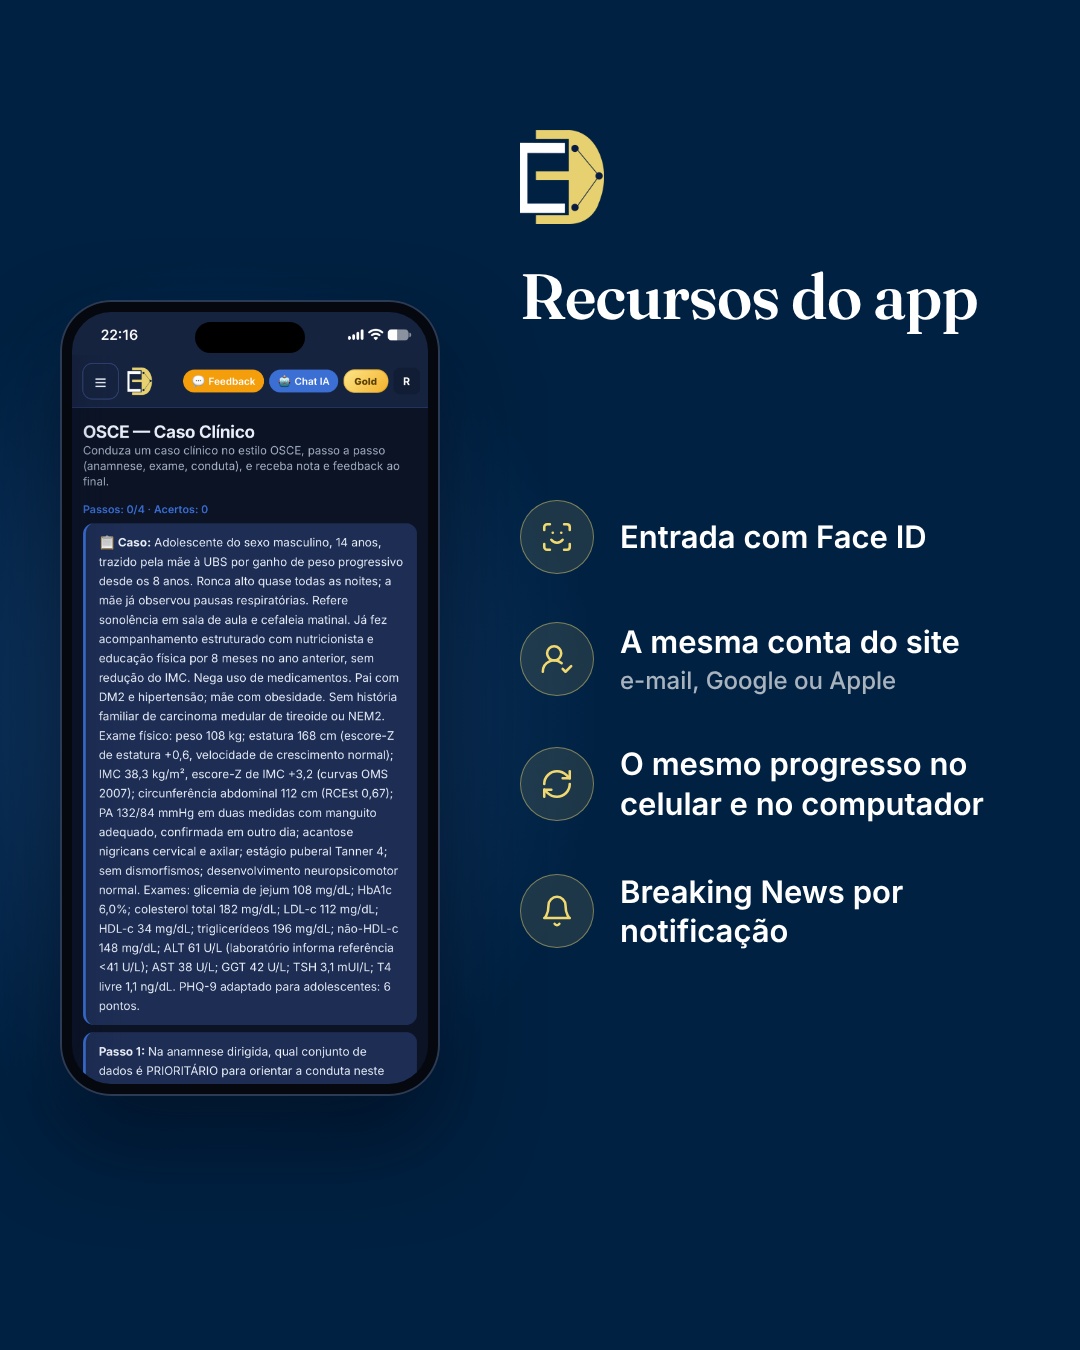 Recursos do app
22:16
Feedback
Chat IA
Gold
R
OSCE — Caso Clínico
Conduza um caso clínico no estilo OSCE, passo a passo
(anamnese, exame, conduta), e receba nota e feedback ao
final.
Passos: 0/4 · Acertos: 0
Caso: Adolescente do sexo masculino, 14 anos,
trazido pela mãe à UBS por ganho de peso progressivo
desde os 8 anos. Ronca alto quase todas as noites; a
mãe já observou pausas respiratórias. Refere
sonolência em sala de aula e cefaleia matinal. Já fez
acompanhamento estruturado com nutricionista e
educação física por 8 meses no ano anterior, sem
redução do IMC. Nega uso de medicamentos. Pai com
DM2 e hipertensão; mãe com obesidade. Sem história
familiar de carcinoma medular de tireoide ou NEM2.
Exame físico: peso 108 kg; estatura 168 cm (escore-Z
de estatura +0,6, velocidade de crescimento normal);
IMC 38,3 kg/m², escore-Z de IMC +3,2 (curvas OMS
2007); circunferência abdominal 112 cm (RCEst 0,67);
PA 132/84 mmHg em duas medidas com manguito
adequado, confirmada em outro dia; acantose
nigricans cervical e axilar; estágio puberal Tanner 4;
sem dismorfismos; desenvolvimento neuropsicomotor
normal. Exames: glicemia de jejum 108 mg/dL; HbA1c
6,0%; colesterol total 182 mg/dL; LDL-c 112 mg/dL;
HDL-c 34 mg/dL; triglicerídeos 196 mg/dL; não-HDL-c
148 mg/dL; ALT 61 U/L (laboratório informa referência
<41 U/L); AST 38 U/L; GGT 42 U/L; TSH 3,1 mUI/L; T4
livre 1,1 ng/dL. PHQ-9 adaptado para adolescentes: 6
pontos.
Passo 1: Na anamnese dirigida, qual conjunto de
dados é PRIORITÁRIO para orientar a conduta neste
Entrada com Face ID
A mesma conta do site
e-mail, Google ou Apple
O mesmo progresso no
celular e no computador
Breaking News por
notificação